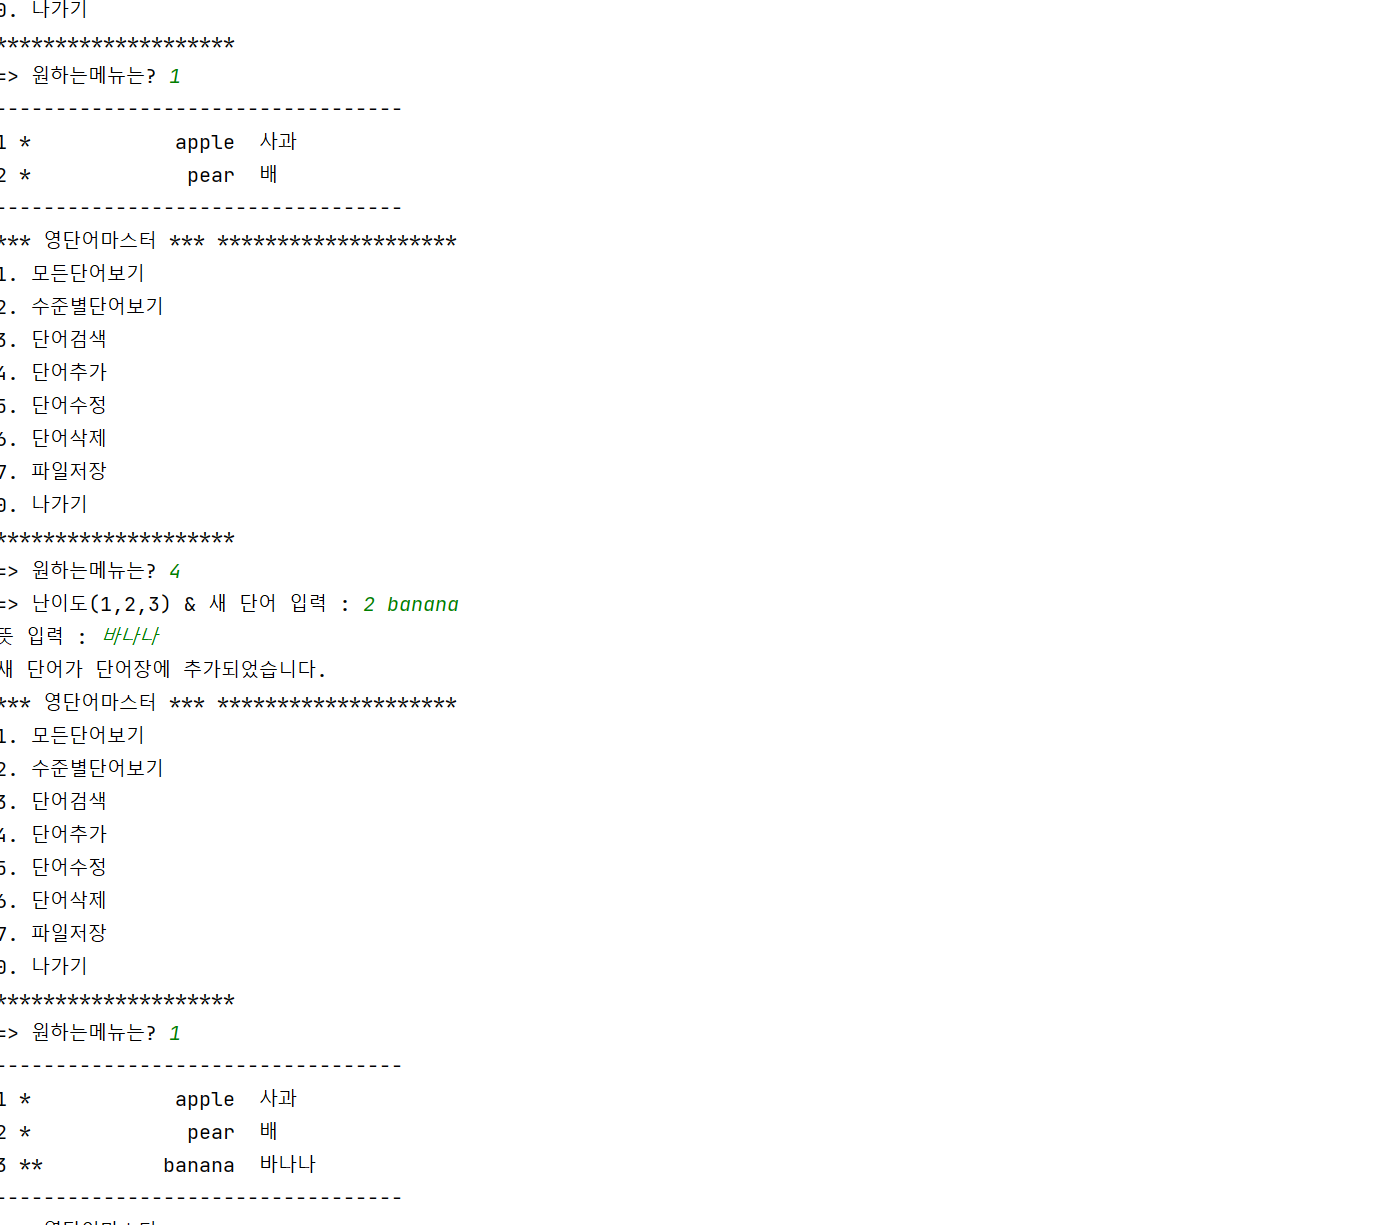 0. 나가기
********************
=> 원하는메뉴는? 1
----------------------------------
1 *            apple  사과
2 *             pear  배
----------------------------------
*** 영단어마스터 *** ********************
1. 모든단어보기
2. 수준별단어보기
3. 단어검색
4. 단어추가
5. 단어수정
6. 단어삭제
7. 파일저장
0. 나가기
********************
=> 원하는메뉴는? 4
=> 난이도(1,2,3) & 새 단어 입력 : 2 banana
뜻 입력 : 바나나
새 단어가 단어장에 추가되었습니다.
*** 영단어마스터 *** ********************
1. 모든단어보기
2. 수준별단어보기
3. 단어검색
4. 단어추가
5. 단어수정
6. 단어삭제
7. 파일저장
0. 나가기
********************
=> 원하는메뉴는? 1
----------------------------------
1 *            apple  사과
2 *             pear  배
3 **          banana  바나나
----------------------------------
영단어마스터